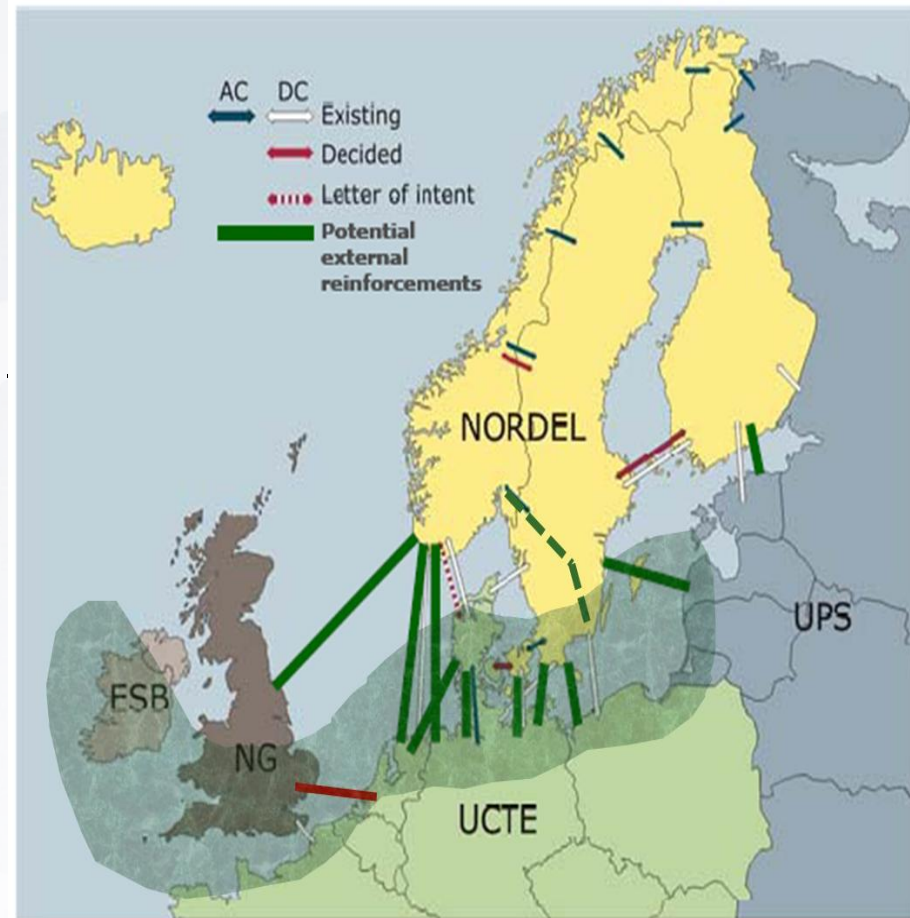 AC DC
Existing
Decided
Letter of intent
Potential
external
reinforcements
NORDEL
UPS
ESB
NG
UCTE